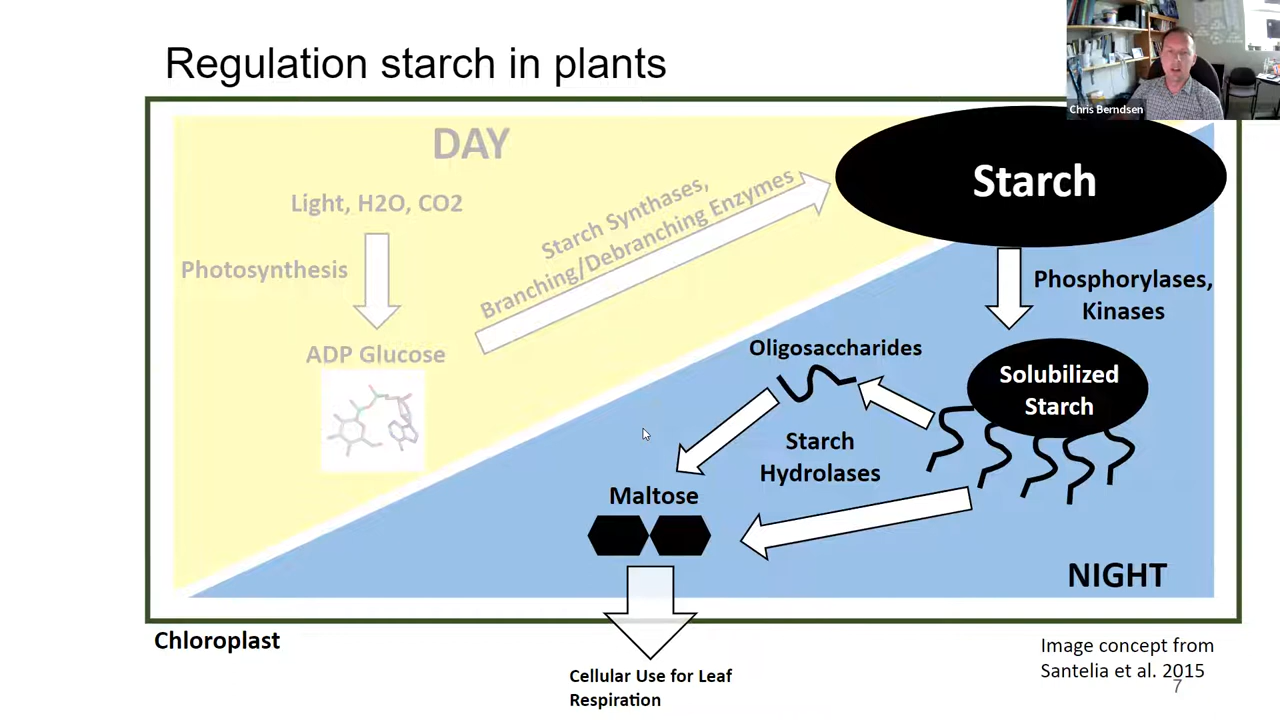 Regulation starch in plants
Chris Berndsen
DAY
Light, H2O, CO2
Photosynthesis
ADP Glucose
Starch Synthases,
Branching/Debranching Enzymes
Starch
Phosphorylases,
Kinases
Solubilized
Starch
Oligosaccharides
Starch
Hydrolases
Maltose
NIGHT
Chloroplast
Cellular Use for Leaf
Respiration
Image concept from
Santelia et al. 2015
7